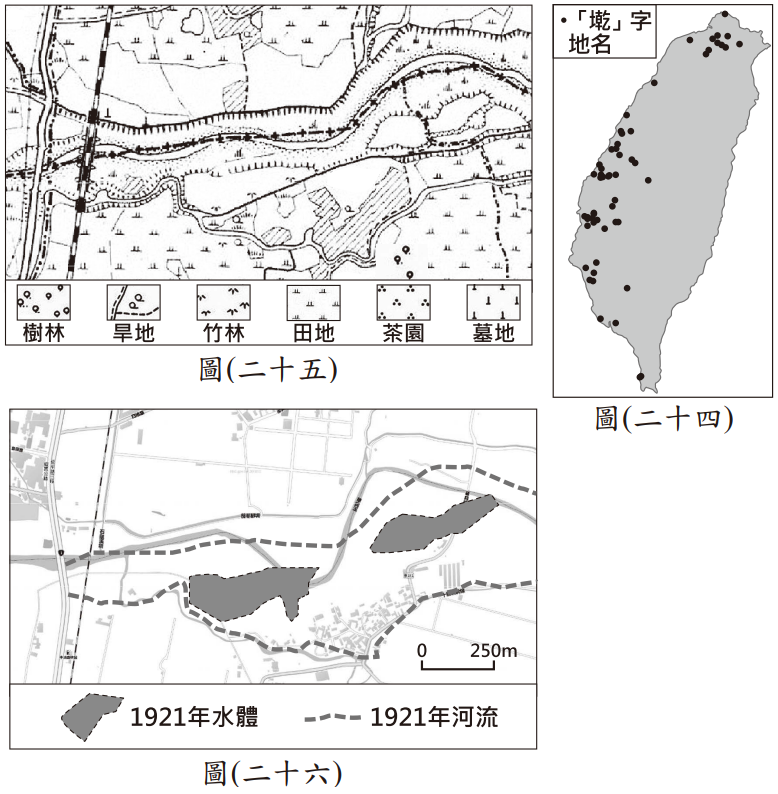 •「墘」字
地名
樹林
旱地
竹林
田地
茶園
墓地
圖(二十五)
圖(二十四)
0 250m
1921年水體
1921年河流
圖(二十六)